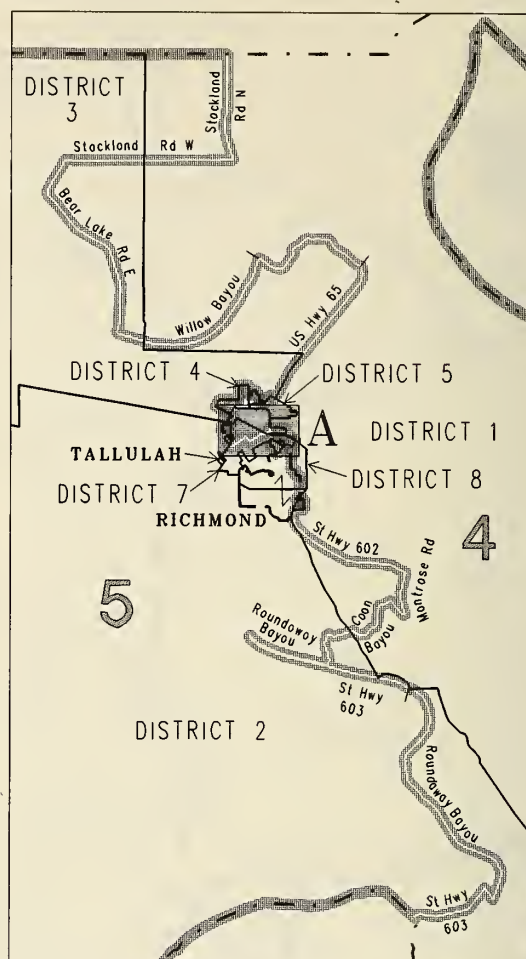 DISTRICT
3
Stockland
Rd N
Stockland Rd W
Bear Lake Rd E
Willow Bayou
US Hwy 65
DISTRICT 4
DISTRICT 5
A
DISTRICT 1
TALLULAH
DISTRICT 8
DISTRICT 7
RICHMOND
St Hwy 602
4
Montrose Rd
5
Coon
Bayou
Roundaway
Bayou
St Hwy
603
DISTRICT 2
Roundaway Bayou
St Hwy
603